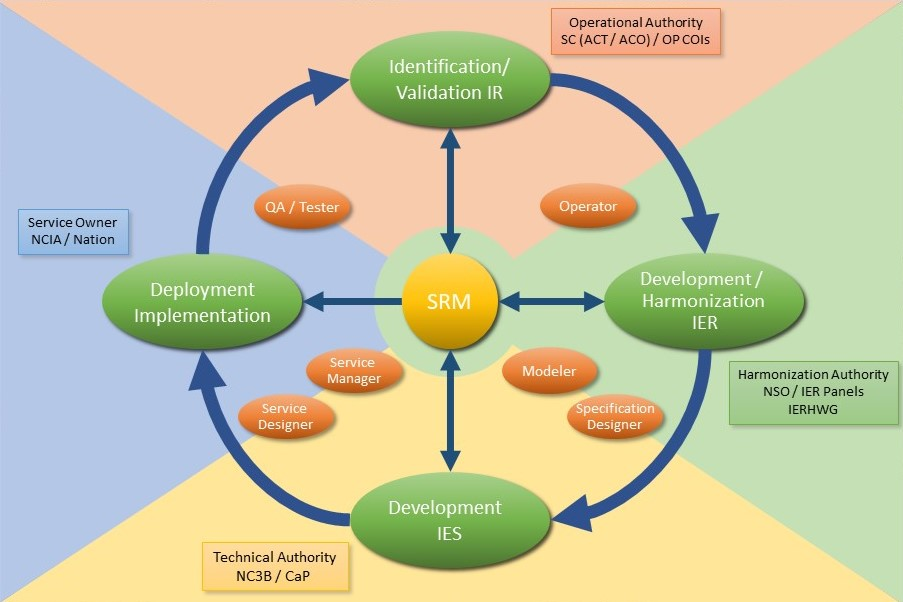 Operational Authority
SC (ACT / ACO) / OP COIs
Identification/
Validation IR
QA / Tester
Operator
Service Owner
NCIA / Nation
Deployment
Implementation
SRM
Development /
Harmonization
IER
Service
Manager
Modeler
Harmonization Authority
NSO / IER Panels
IERHWG
Service
Designer
Specification
Designer
Development
IES
Technical Authority
NC3B / CaP